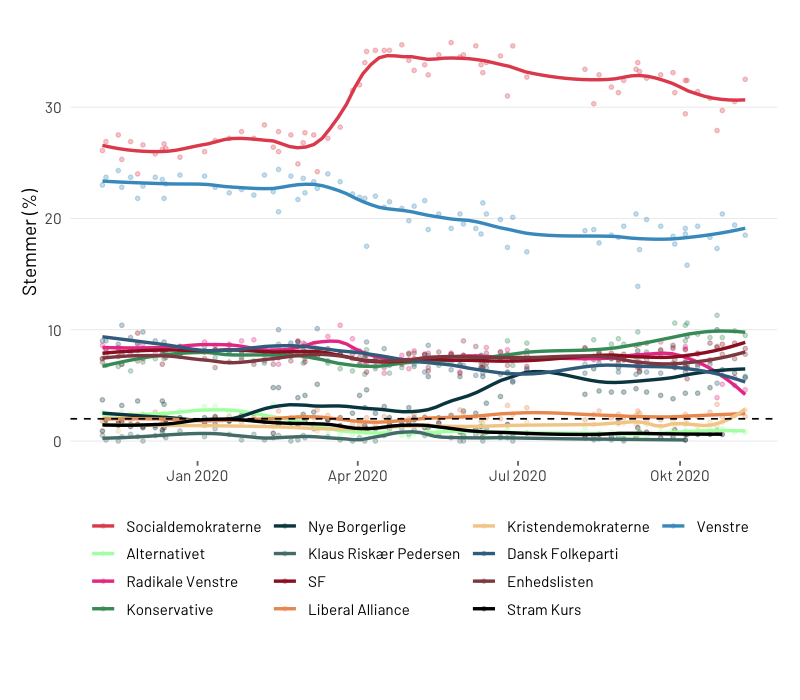 30
20
10
0
Stemmer (%)
Jan 2020 Apr 2020 Jul 2020 Okt 2020
Socialdemokraterne Nye Borgerlige Kristendemokraterne Venstre
Alternativet Klaus Riskær Pedersen Dansk Folkeparti
Radikale Venstre SF Enhedslisten
Konservative Liberal Alliance Stram Kurs